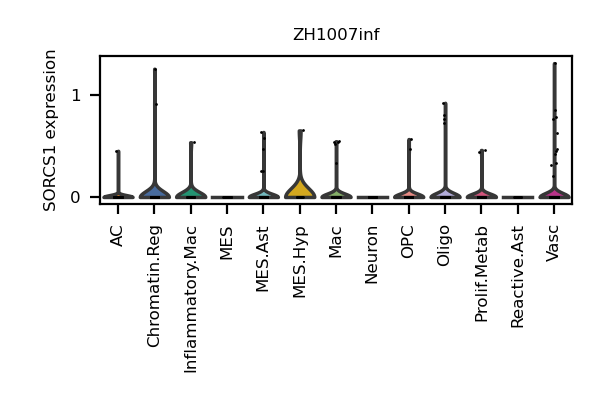 ZH1007inf
SORCS1 expression
1
0
AC
Chromatin.Reg
Inflammatory.Mac
MES
MES.Ast
MES.Hyp
Mac
Neuron
OPC
Oligo
Prolif.Metab
Reactive.Ast
Vasc